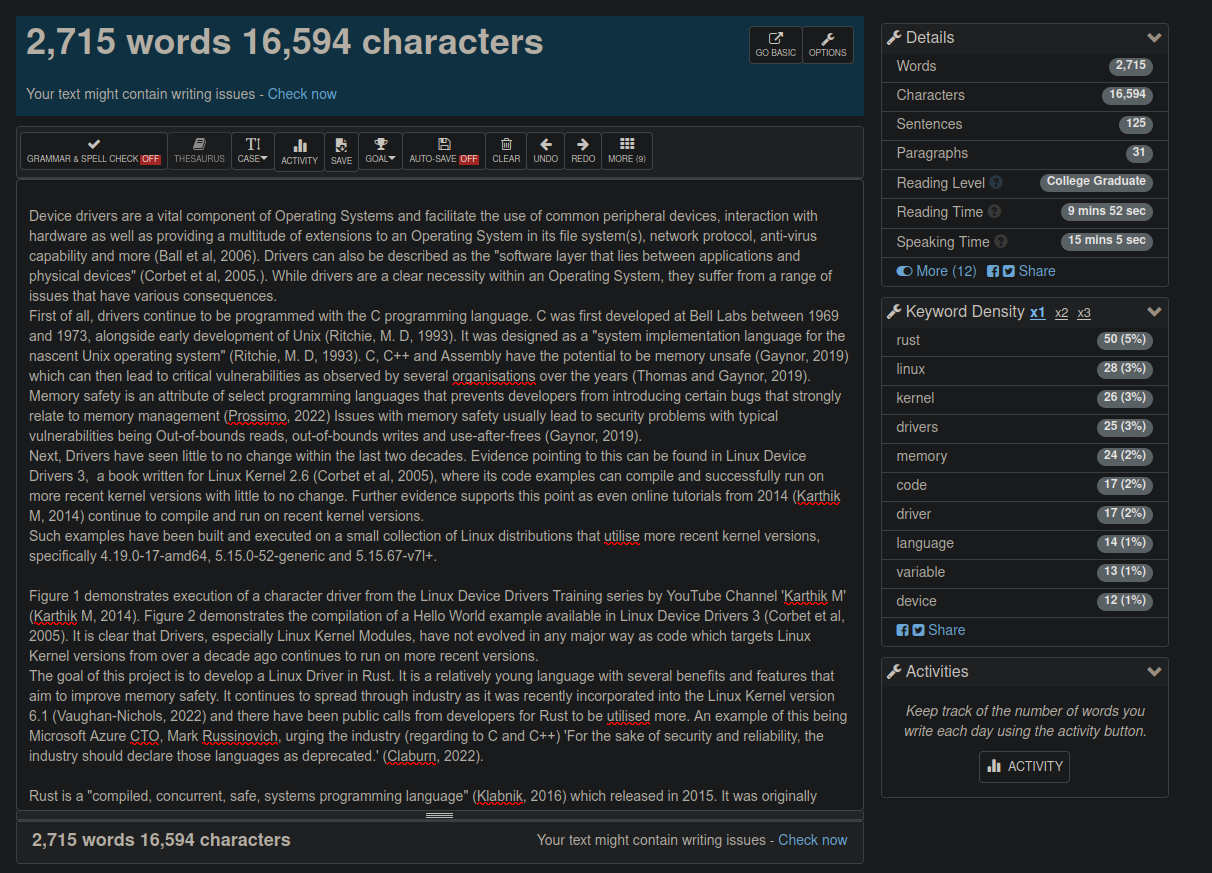 2,715 words 16,594 characters
GO BASIC
OPTIONS
Your text might contain writing issues - Check now
GRAMMAR & SPELL CHECK OFF
THESAURUS
CASE
ACTIVITY
SAVE
GOAL
AUTO-SAVE OFF
CLEAR
UNDO
REDO
MORE (9)
Device drivers are a vital component of Operating Systems and facilitate the use of common peripheral devices, interaction with
hardware as well as providing a multitude of extensions to an Operating System in its file system(s), network protocol, anti-virus
capability and more (Ball et al, 2006). Drivers can also be described as the "software layer that lies between applications and
physical devices" (Corbet et al, 2005.). While drivers are a clear necessity within an Operating System, they suffer from a range of
issues that have various consequences.
First of all, drivers continue to be programmed with the C programming language. C was first developed at Bell Labs between 1969
and 1973, alongside early development of Unix (Ritchie, M. D, 1993). It was designed as a "system implementation language for the
nascent Unix operating system" (Ritchie, M. D, 1993). C, C++ and Assembly have the potential to be memory unsafe (Gaynor, 2019)
which can then lead to critical vulnerabilities as observed by several organisations over the years (Thomas and Gaynor, 2019).
Memory safety is an attribute of select programming languages that prevents developers from introducing certain bugs that strongly
relate to memory management (Prossimo, 2022) Issues with memory safety usually lead to security problems with typical
vulnerabilities being Out-of-bounds reads, out-of-bounds writes and use-after-frees (Gaynor, 2019).
Next, Drivers have seen little to no change within the last two decades. Evidence pointing to this can be found in Linux Device
Drivers 3,  a book written for Linux Kernel 2.6 (Corbet et al, 2005), where its code examples can compile and successfully run on
more recent kernel versions with little to no change. Further evidence supports this point as even online tutorials from 2014 (Karthik
M, 2014) continue to compile and run on recent kernel versions.
Such examples have been built and executed on a small collection of Linux distributions that utilise more recent kernel versions,
specifically 4.19.0-17-amd64, 5.15.0-52-generic and 5.15.67-v7l+.
Figure 1 demonstrates execution of a character driver from the Linux Device Drivers Training series by YouTube Channel 'Karthik M'
(Karthik M, 2014). Figure 2 demonstrates the compilation of a Hello World example available in Linux Device Drivers 3 (Corbet et al,
2005). It is clear that Drivers, especially Linux Kernel Modules, have not evolved in any major way as code which targets Linux
Kernel versions from over a decade ago continues to run on more recent versions.
The goal of this project is to develop a Linux Driver in Rust. It is a relatively young language with several benefits and features that
aim to improve memory safety. It continues to spread through industry as it was recently incorporated into the Linux Kernel version
6.1 (Vaughan-Nichols, 2022) and there have been public calls from developers for Rust to be utilised more. An example of this being
Microsoft Azure CTO, Mark Russinovich, urging the industry (regarding to C and C++) 'For the sake of security and reliability, the
industry should declare those languages as deprecated.' (Claburn, 2022).
Rust is a "compiled, concurrent, safe, systems programming language" (Klabnik, 2016) which released in 2015. It was originally
2,715 words 16,594 characters
Your text might contain writing issues - Check now
Details
Words 2,715
Characters 16,594
Sentences 125
Paragraphs 31
Reading Level ? College Graduate
Reading Time ? 9 mins 52 sec
Speaking Time ? 15 mins 5 sec
More (12) Share
Keyword Density x1 x2 x3
rust 50 (5%)
linux 28 (3%)
kernel 26 (3%)
drivers 25 (3%)
memory 24 (2%)
code 17 (2%)
driver 17 (2%)
language 14 (1%)
variable 13 (1%)
device 12 (1%)
Share
Activities
Keep track of the number of words you
write each day using the activity button.
ACTIVITY